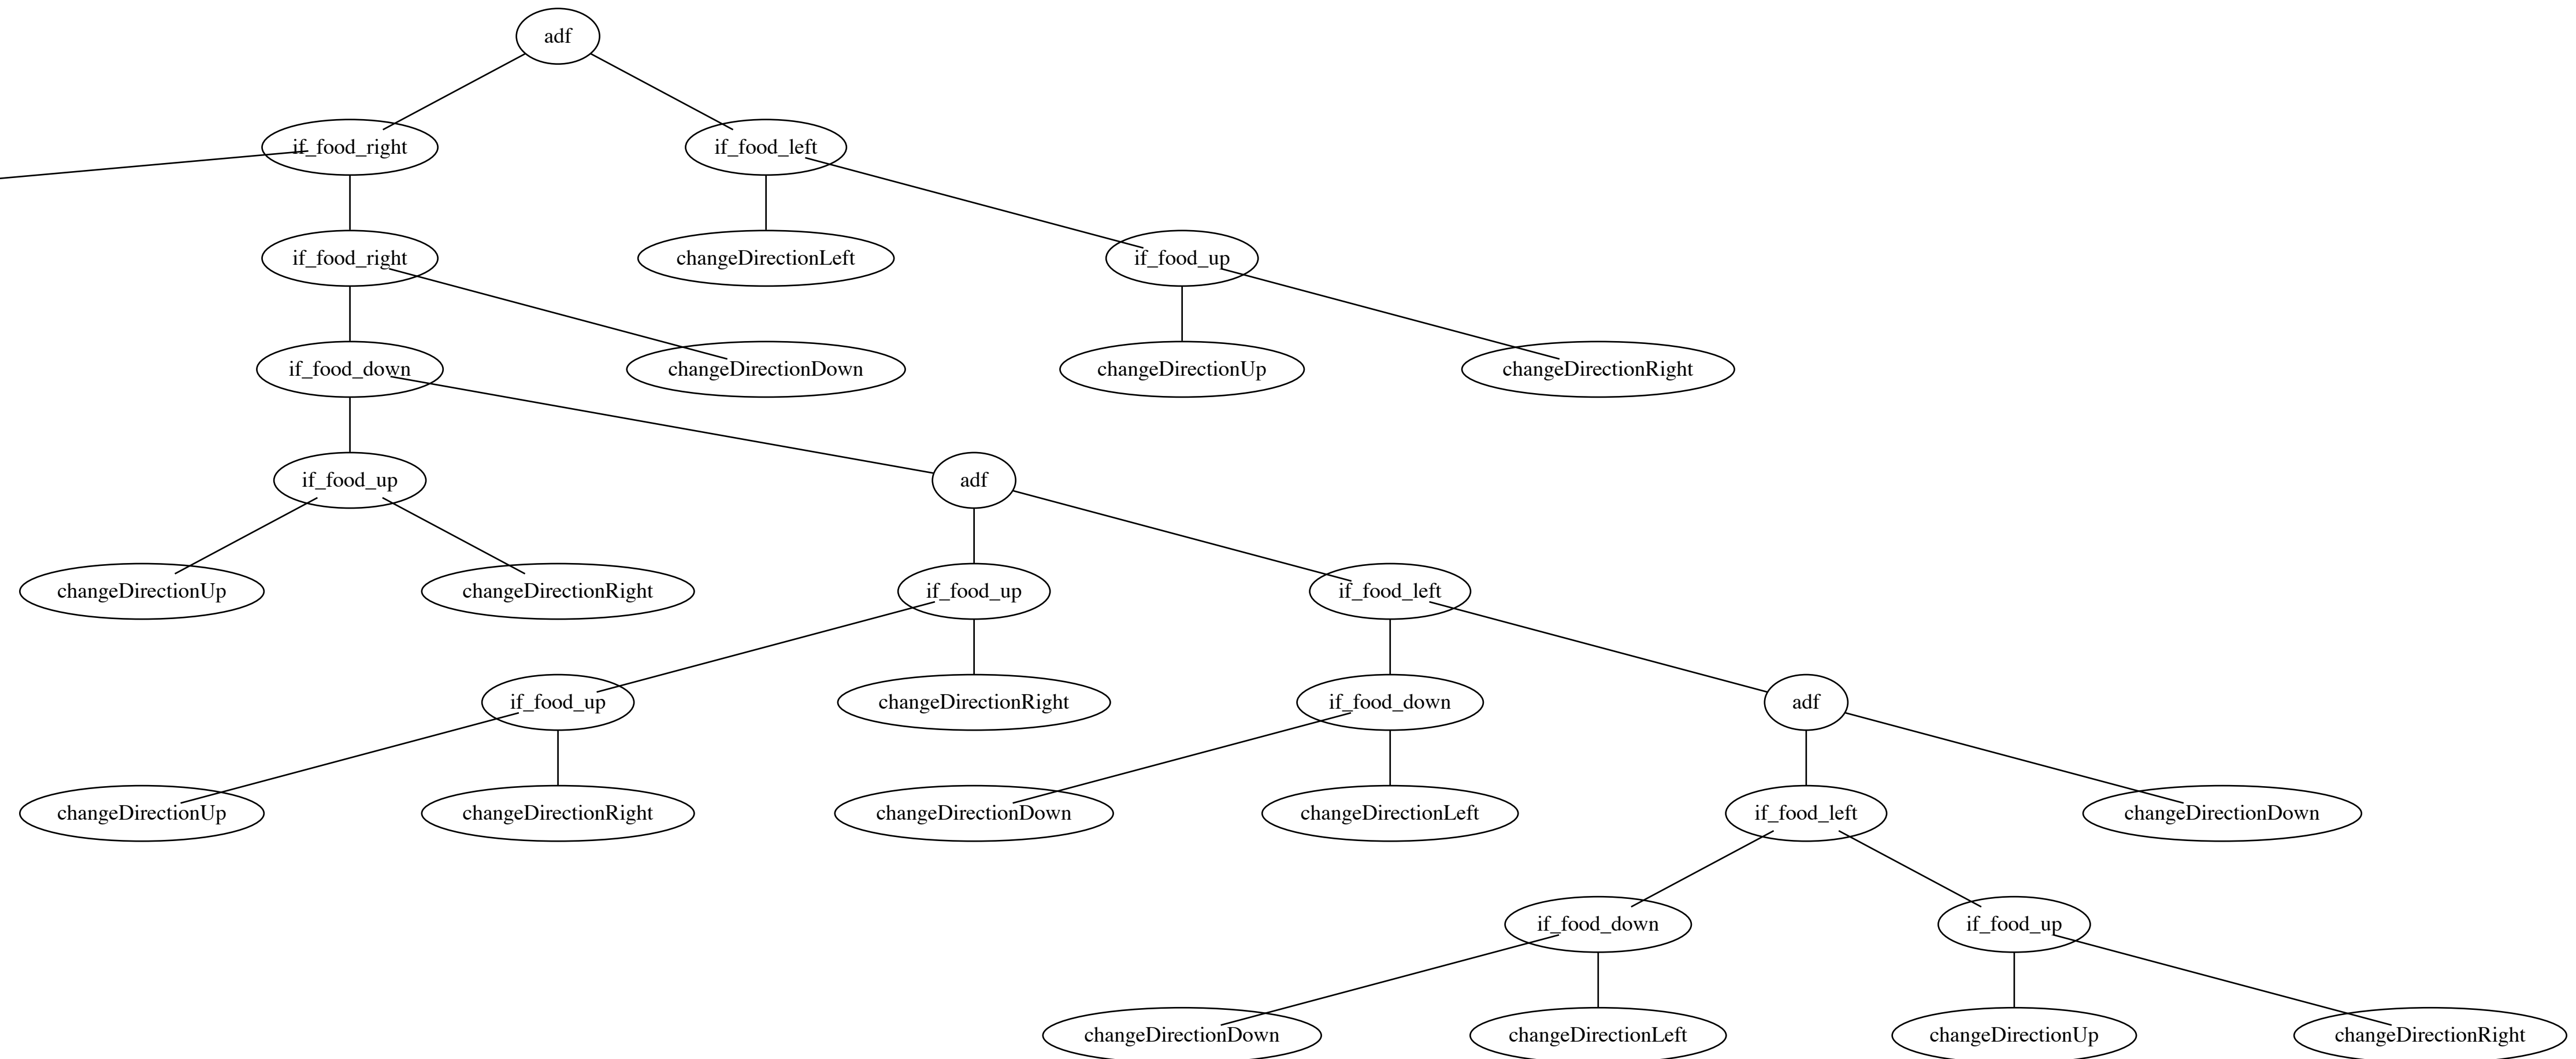 adf
if_food_right
if_food_left
if_food_right
changeDirectionLeft
if_food_up
if_food_down
changeDirectionDown
changeDirectionUp
changeDirectionRight
if_food_up
adf
changeDirectionUp
changeDirectionRight
if_food_up
if_food_left
if_food_up
changeDirectionRight
if_food_down
adf
changeDirectionUp
changeDirectionRight
changeDirectionDown
changeDirectionLeft
if_food_left
changeDirectionDown
if_food_down
if_food_up
changeDirectionDown
changeDirectionLeft
changeDirectionUp
changeDirectionRight